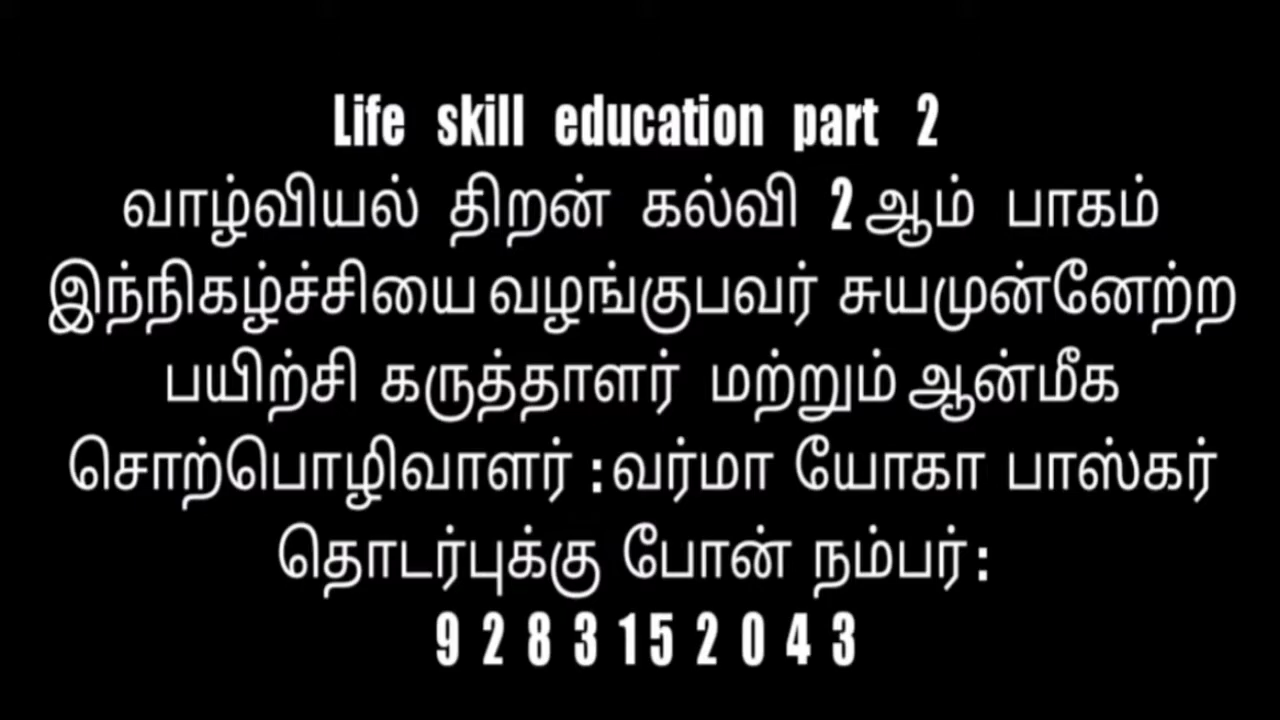 Life skill education part 2
வாழ்வியல் திறன் கல்வி 2 ஆம் பாகம்
இந்நிகழ்ச்சியை வழங்குபவர் சுயமுன்னேற்ற
பயிற்சி கருத்தாளர் மற்றும் ஆன்மீக
சொற்பொழிவாளர் : வர்மா யோகா பாஸ்கர்
தொடர்புக்கு போன் நம்பர் :
9 2 8 3 1 5 2 0 4 3